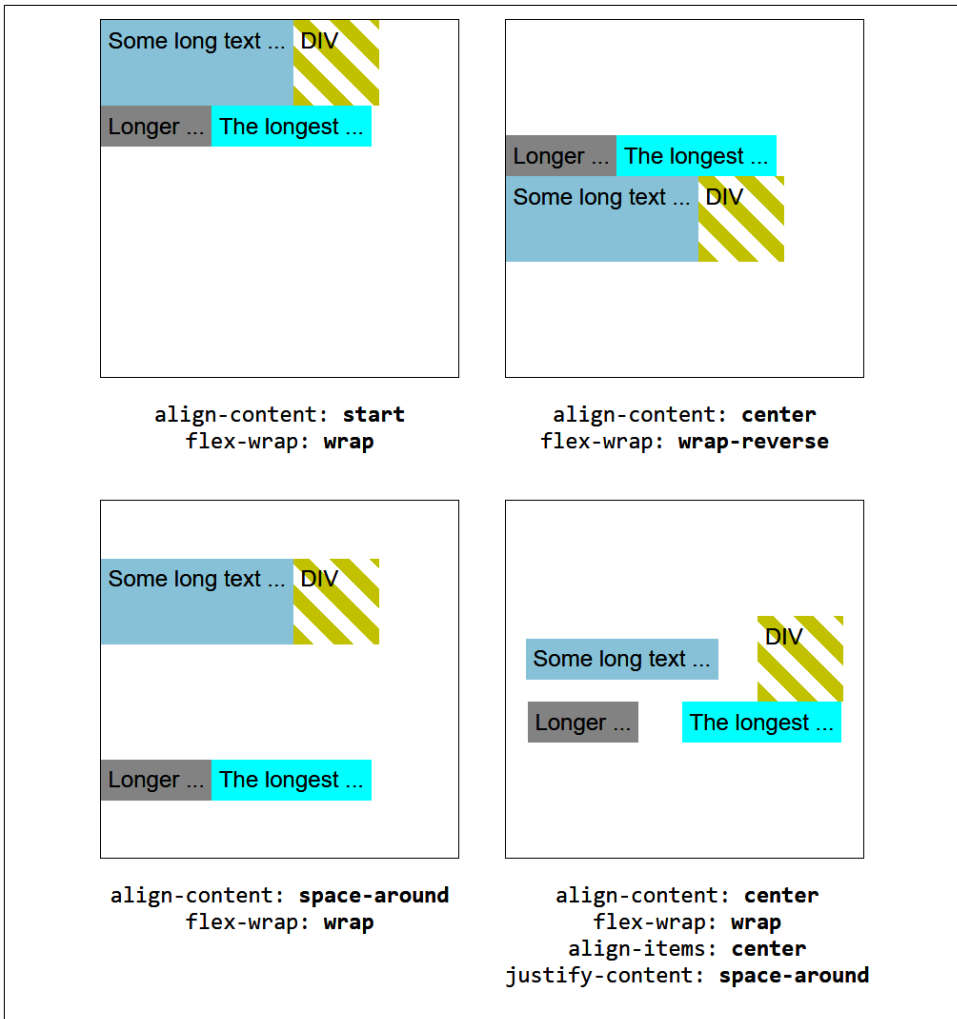 Some long text ... DIV
Longer ... The longest ...
align-content: start
flex-wrap: wrap
Longer ... The longest ...
Some long text ... DIV
align-content: center
flex-wrap: wrap-reverse
Some long text ... DIV
Longer ... The longest ...
align-content: space-around
flex-wrap: wrap
DIV
Some long text ...
Longer ... The longest ...
align-content: center
flex-wrap: wrap
align-items: center
justify-content: space-around